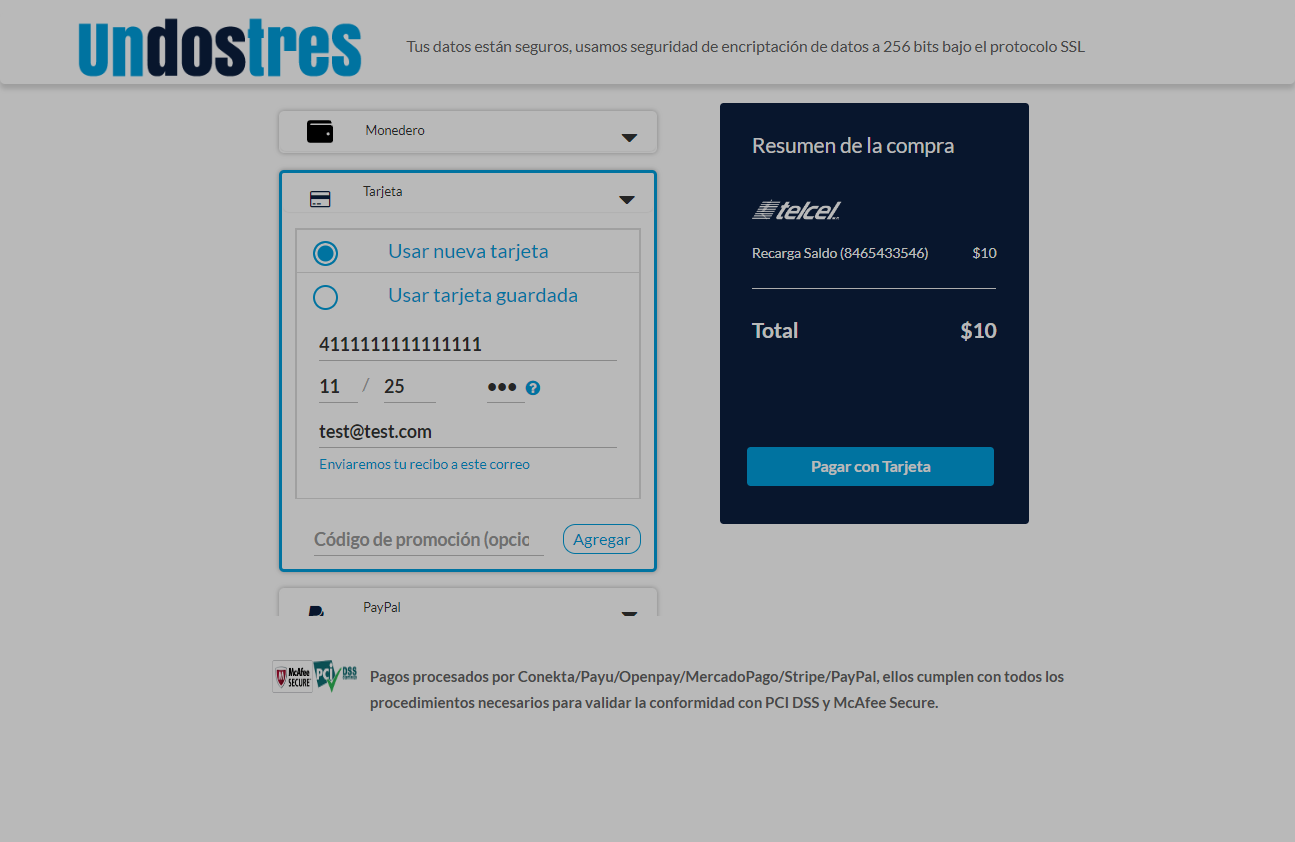 undostres
Tus datos están seguros, usamos seguridad de encriptación de datos a 256 bits bajo el protocolo SSL
Monedero
Tarjeta
Usar nueva tarjeta
Usar tarjeta guardada
4111111111111111
11 / 25 ●●● ?
test@test.com
Enviaremos tu recibo a este correo
Código de promoción (opcio
Agregar
PayPal
Resumen de la compra
telcel
Recarga Saldo (8465433546) $10
Total $10
Pagar con Tarjeta
McAfee
SECURE
PCI DSS
Pagos procesados por Conekta/Payu/Openpay/MercadoPago/Stripe/PayPal, ellos cumplen con todos los
procedimientos necesarios para validar la conformidad con PCI DSS y McAfee Secure.